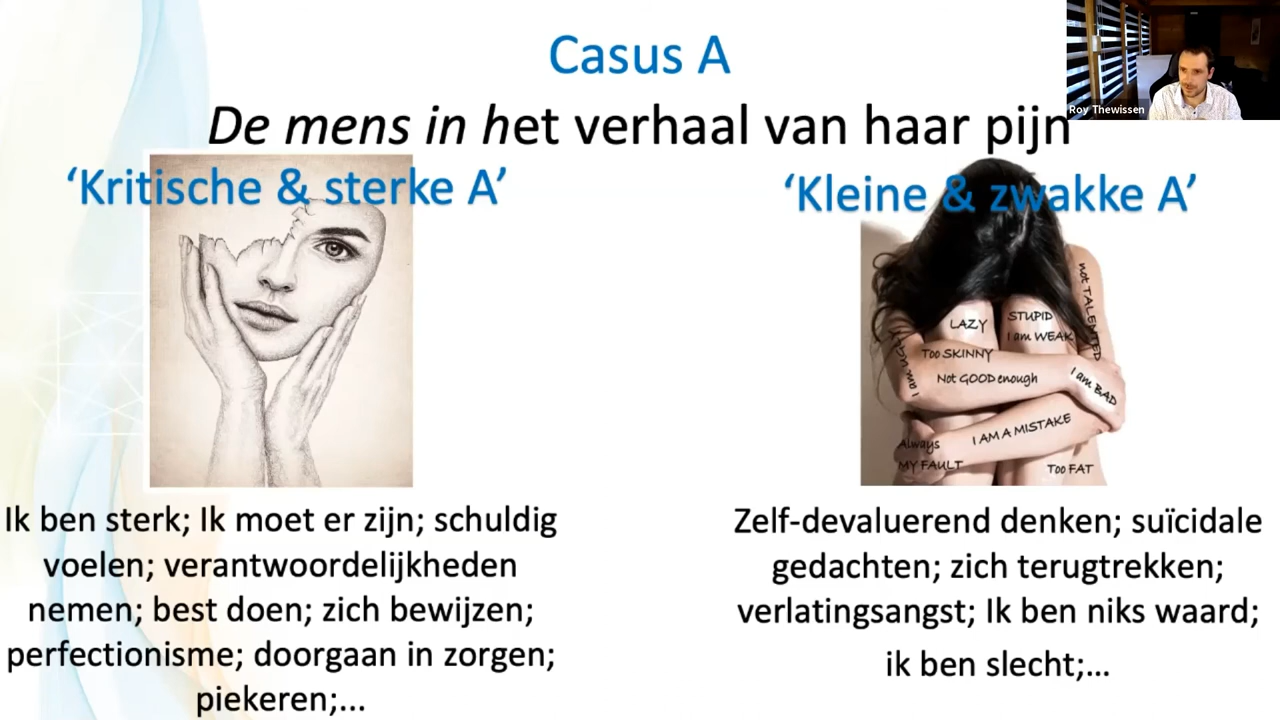 Casus A
Roy Thewissen
De mens in het verhaal van haar pijn
‘Kritische & sterke A’
‘Kleine & zwakke A’
not TALENTED
LAZY
STUPID
I am WEAK
TOO SKINNY
Not GOOD enough
I am BAD
I am UGLY
I AM A MISTAKE
Always
MY FAULT
TOO FAT
Ik ben sterk; Ik moet er zijn; schuldig
voelen; verantwoordelijkheden
nemen; best doen; zich bewijzen;
perfectionisme; doorgaan in zorgen;
piekeren;...
Zelf-devaluerend denken; suïcidale
gedachten; zich terugtrekken;
verlatingsangst; Ik ben niks waard;
ik ben slecht;...